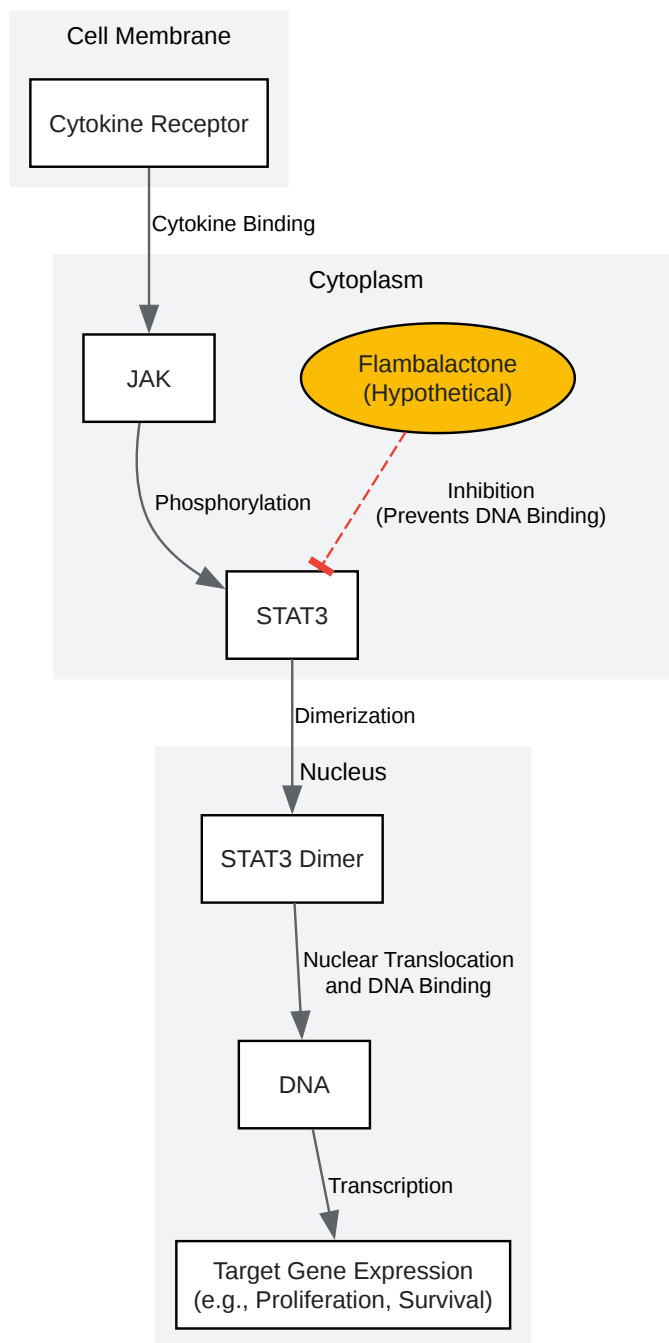 Cell Membrane
Cytokine Receptor
Cytokine Binding
Cytoplasm
JAK
Flambalactone
(Hypothetical)
Phosphorylation
Inhibition
(Prevents DNA Binding)
STAT3
Dimerization
Nucleus
STAT3 Dimer
Nuclear Translocation
and DNA Binding
DNA
Transcription
Target Gene Expression
(e.g., Proliferation, Survival)